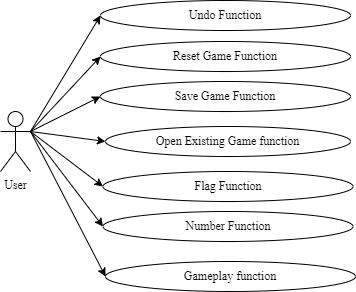 Undo Function
Reset Game Function
Save Game Function
Open Existing Game function
User
Flag Function
Number Function
Gameplay function